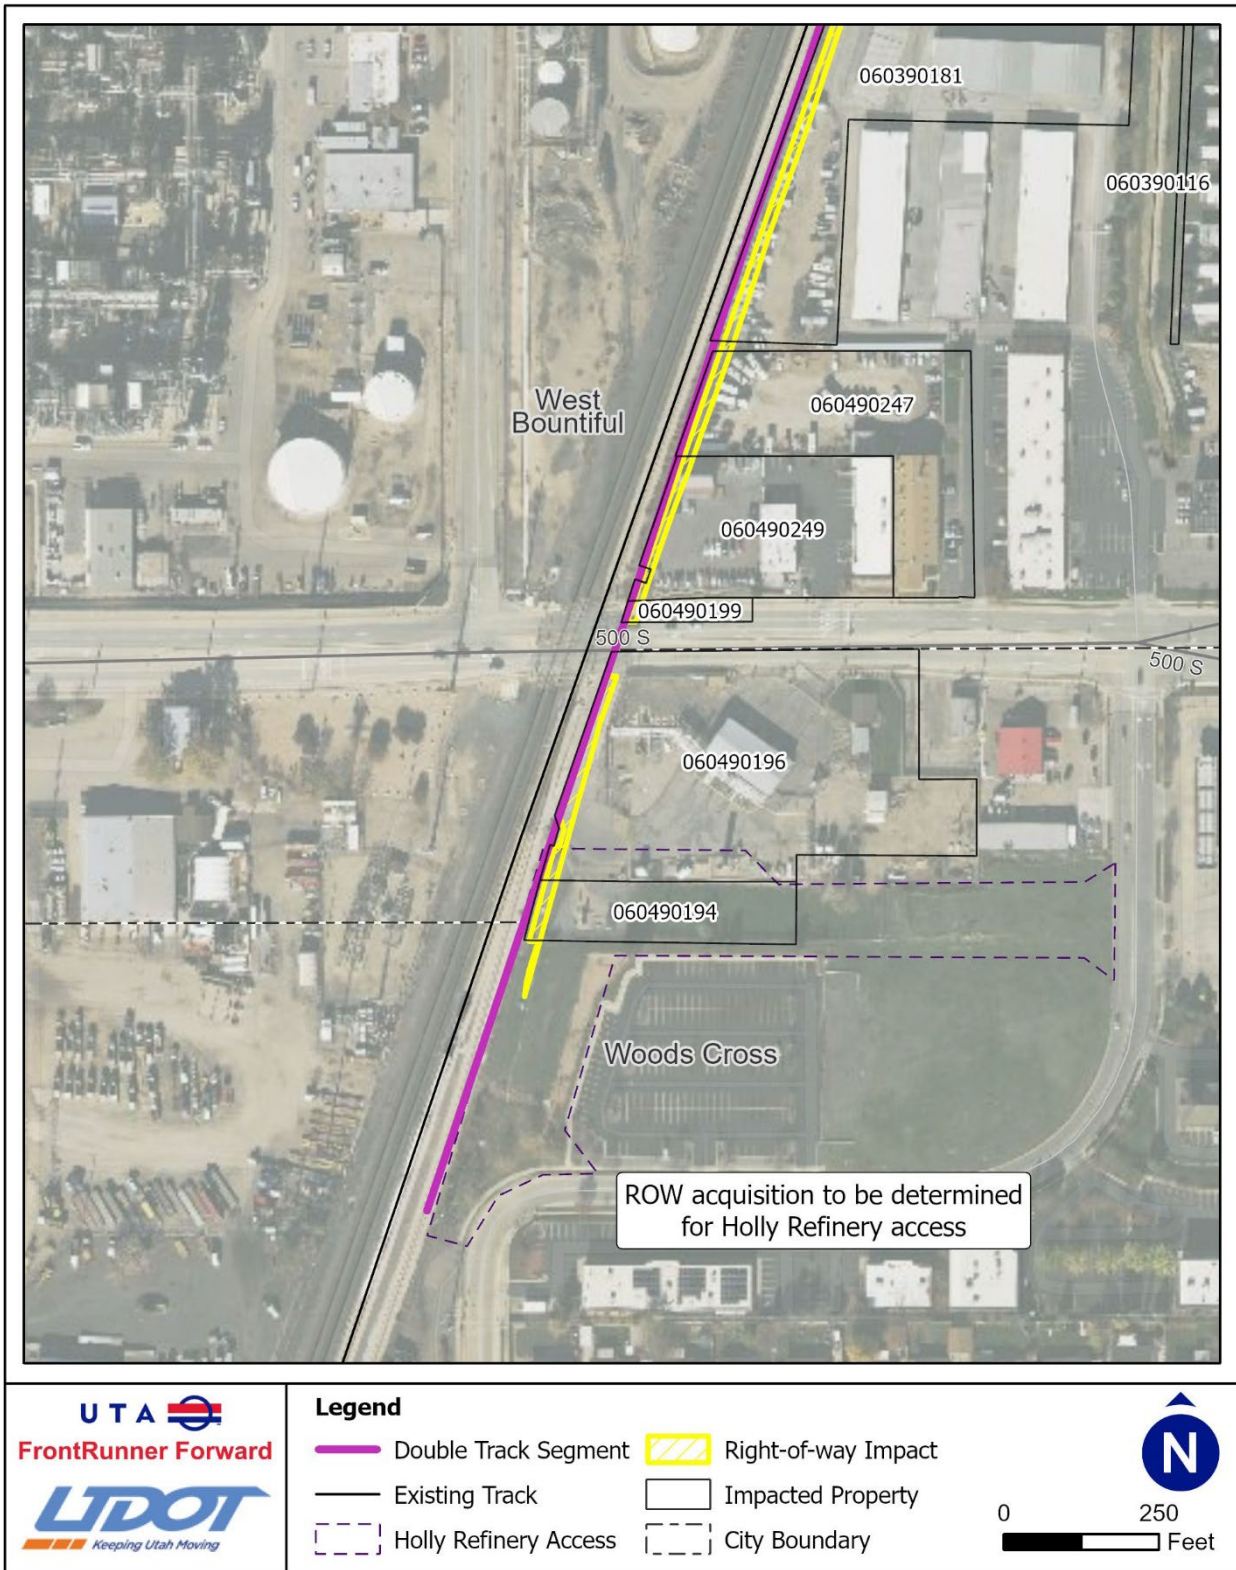 060390181
060390116
West
Bountiful
060490247
060490249
060490199
500 S
500 S
060490196
060490194
Woods Cross
ROW acquisition to be determined
for Holly Refinery access
UTA
FrontRunner Forward
UDOT
Keeping Utah Moving
Legend
Double Track Segment
Right-of-way Impact
Existing Track
Impacted Property
Holly Refinery Access
City Boundary
N
0 250
Feet